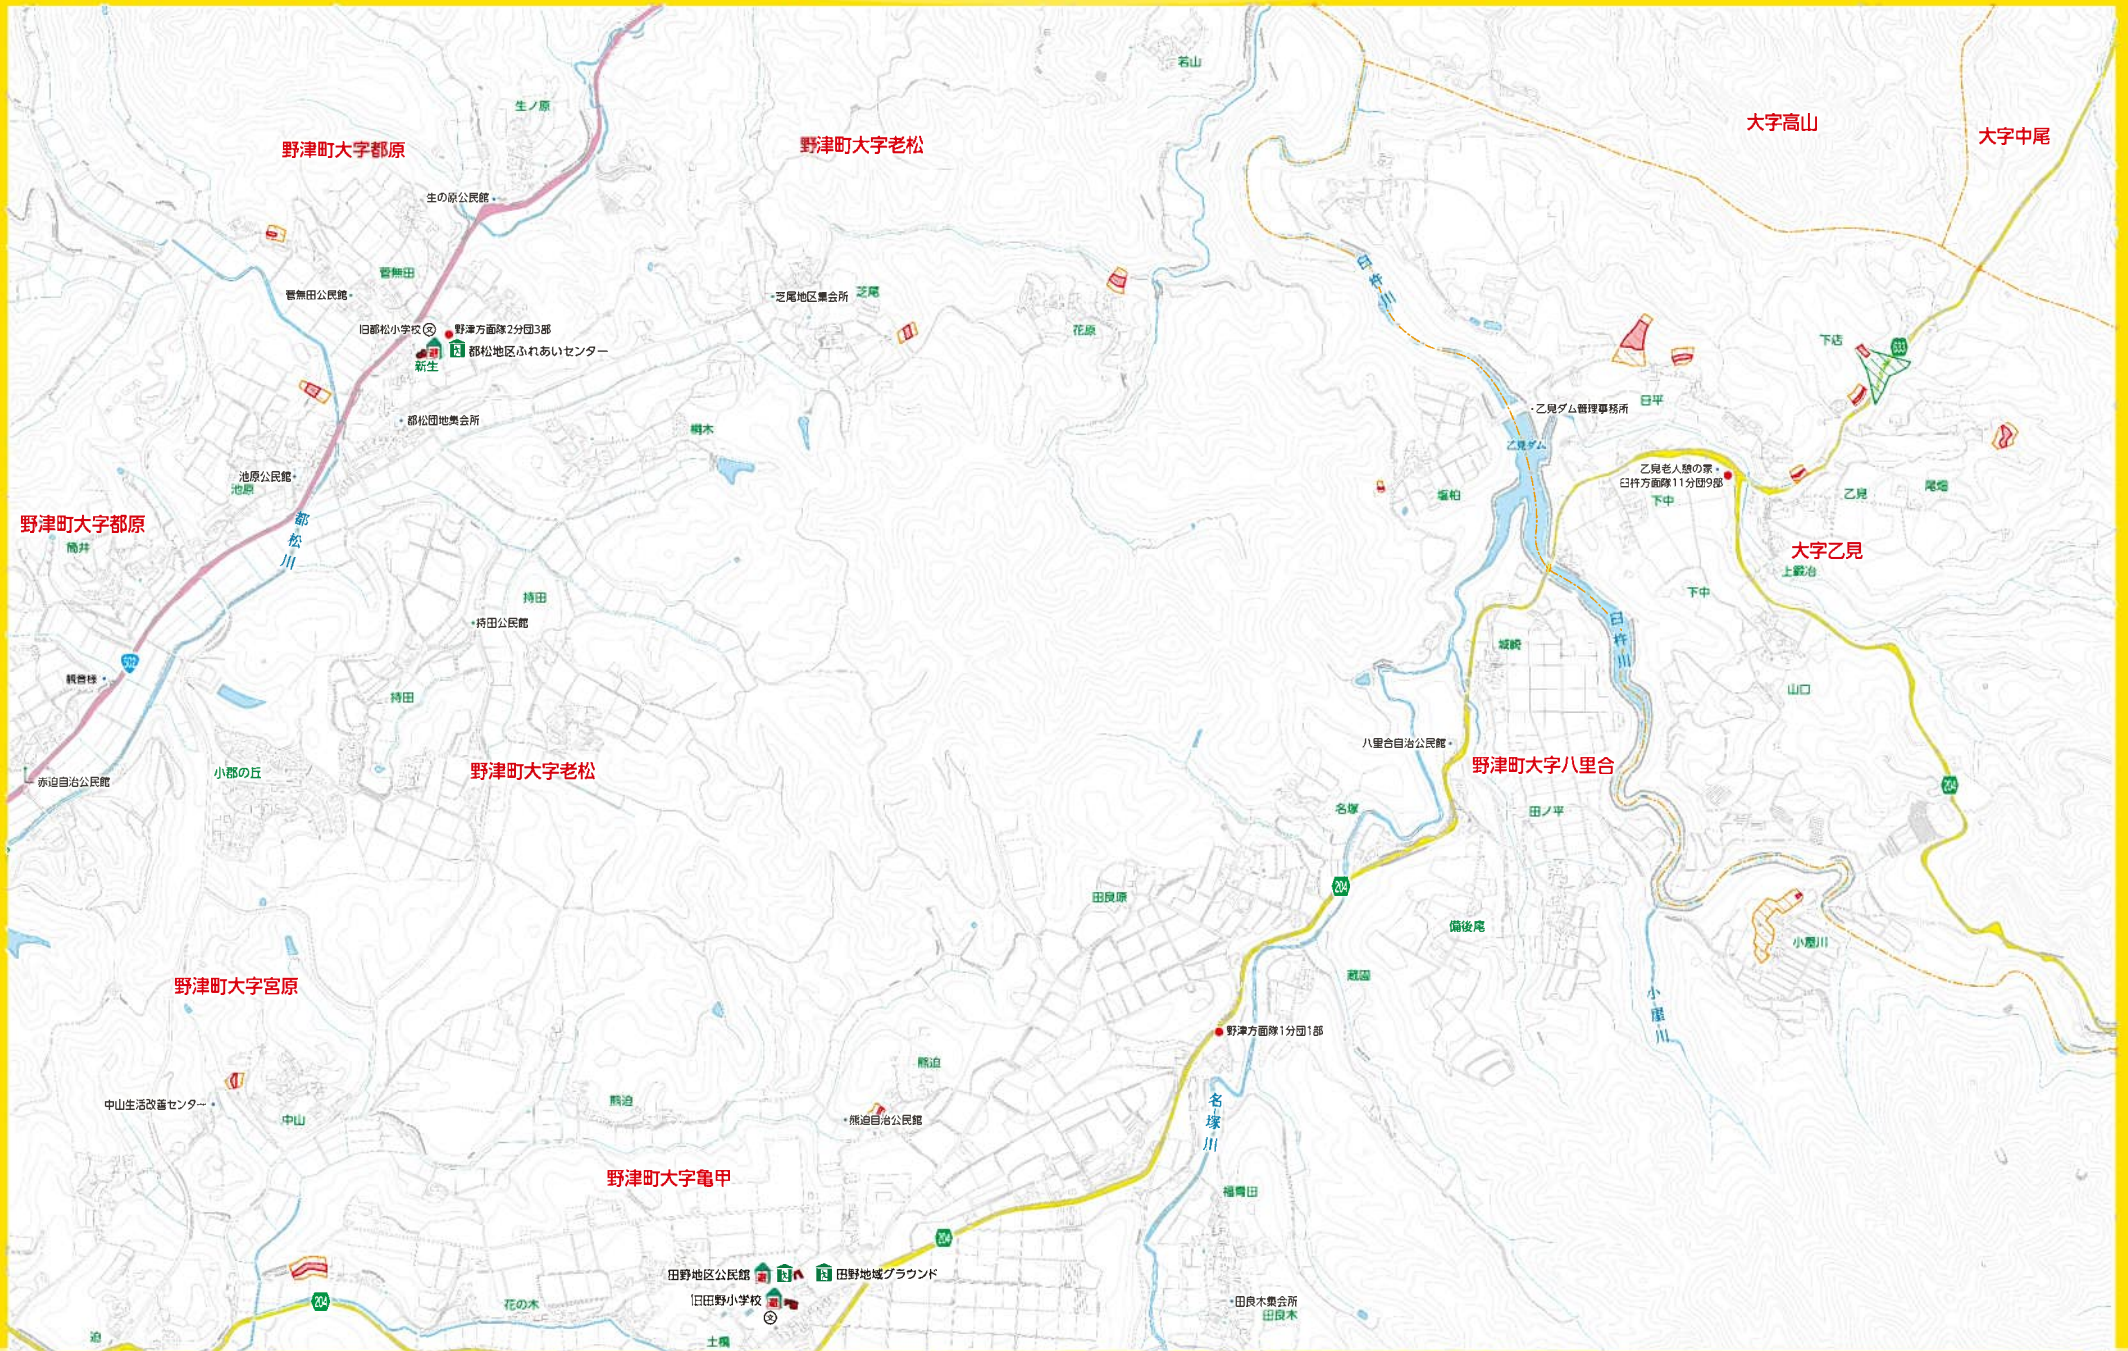 若山
生ノ原
大字高山
大字中尾
野津町大字都原
野津町大字老松
生の原公民館
菅無田
臼杵川
菅無田公民館
芝尾地区集会所
芝尾
花原
旧都松小学校
文
野津方面隊2分団3部
都松地区ふれあいセンター
新生
下店
633
日平
乙見ダム管理事務所
都松団地集会所
乙見ダム
池原公民館
池原
塩柏
乙見老人憩の家
臼杵方面隊11分団9部
下中
乙見
尾畑
野津町大字都原
筒井
都松川
大字乙見
上鍛冶
下中
持田
持田公民館
臼杵川
城崎
502
観音様
持田
山口
八里合自治公民館
野津町大字八里合
野津町大字老松
小郡の丘
赤迫自治公民館
204
名塚
田ノ平
204
田良原
備後尾
小屋川
蔵園
野津町大字宮原
小屋川
野津方面隊1分団1部
熊迫
熊迫
中山生活改善センター
中山
熊迫自治公民館
名塚川
野津町大字亀甲
福青田
204
田野地区公民館
田野地域グラウンド
旧田野小学校
文
204
花の木
田良木集会所
田良木
迫
土橋